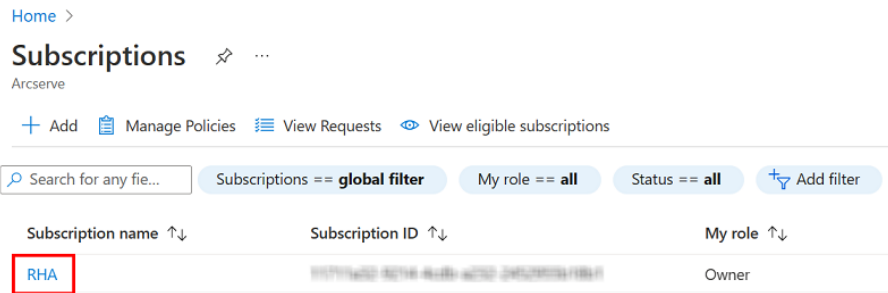 Home >
Subscriptions ...
Arcserve
+ Add Manage Policies View Requests View eligible subscriptions
Search for any fie... Subscriptions == global filter My role == all Status == all Add filter
Subscription name ↑↓ Subscription ID ↑↓ My role ↑↓
RHA Owner